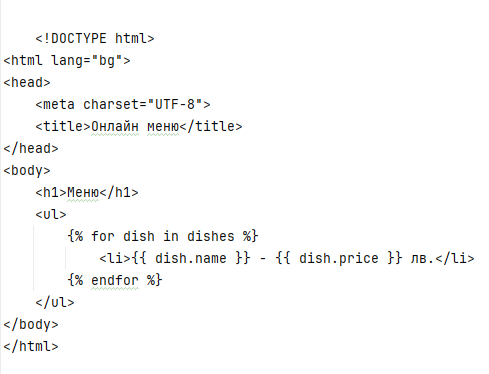 <!DOCTYPE html>
<html lang="bg">
<head>
    <meta charset="UTF-8">
    <title>Онлайн меню</title>
</head>
<body>
    <h1>Меню</h1>
    <ul>
        {% for dish in dishes %}
            <li>{{ dish.name }} - {{ dish.price }} лв.</li>
        {% endfor %}
    </ul>
</body>
</html>